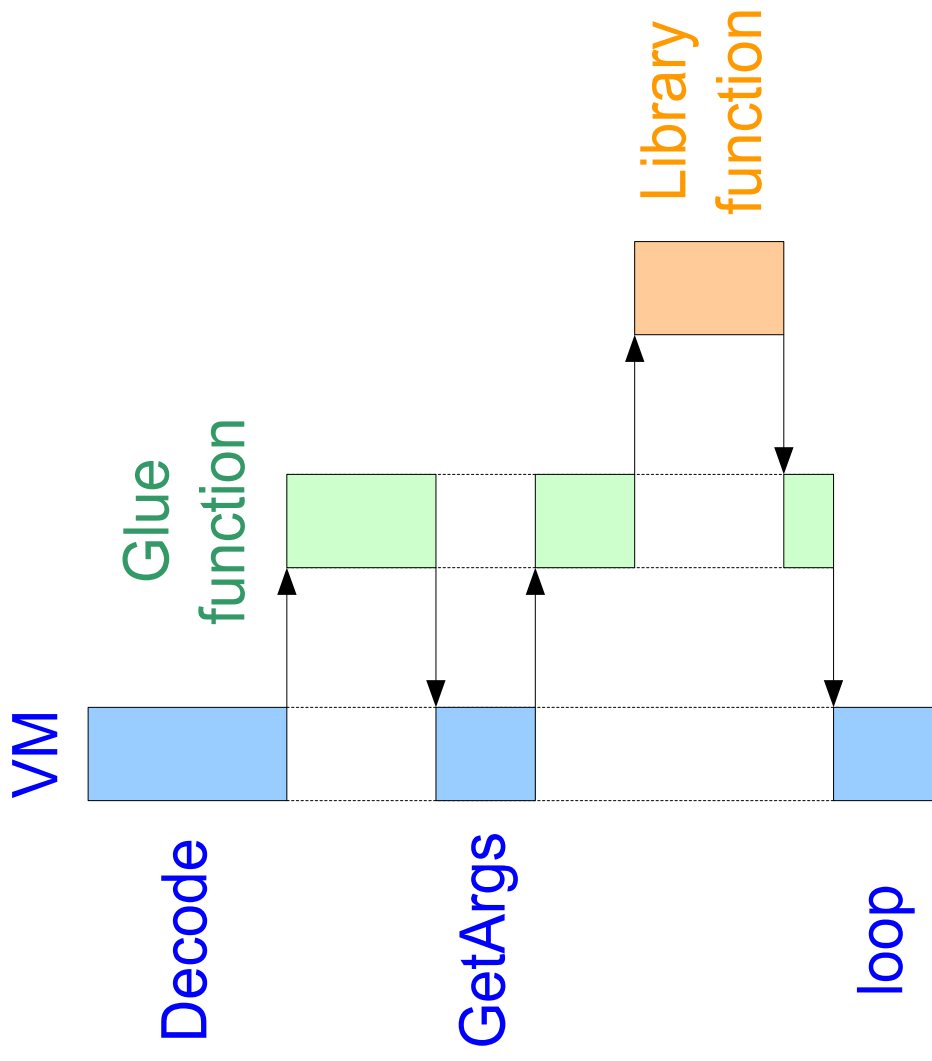 VM
Glue
function
Library
function
Decode
GetArgs
loop